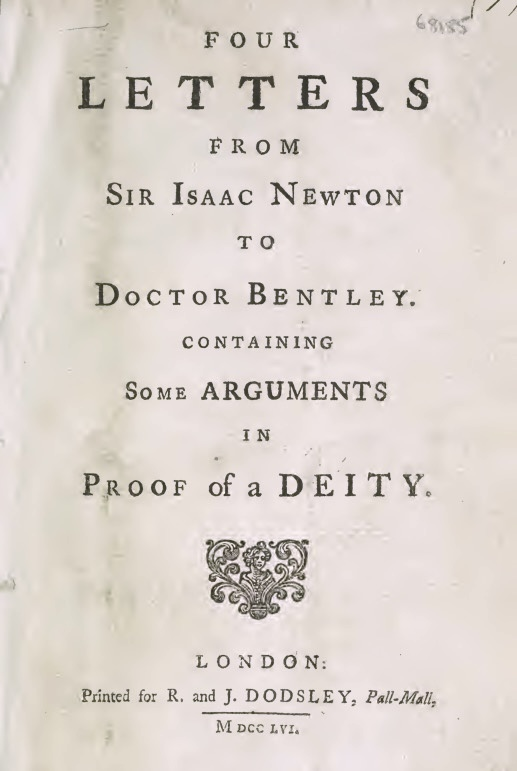 68185
FOUR
LETTERS
FROM
SIR ISAAC NEWTON
TO
DOCTOR BENTLEY.
CONTAINING
SOME ARGUMENTS
IN
PROOF of a DEITY.
LONDON:
Printed for R. and J. DODSLEY, Pall-Mall,
M DCC LVI.